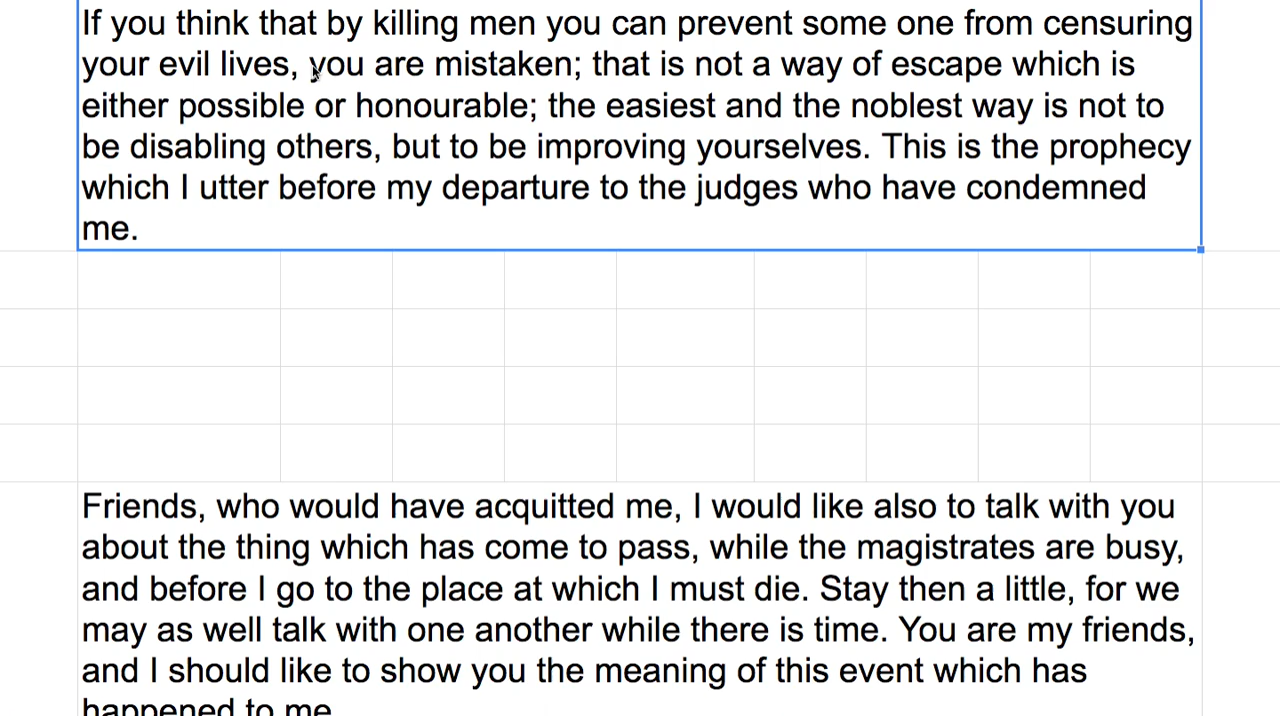 If you think that by killing men you can prevent some one from censuring
your evil lives, you are mistaken; that is not a way of escape which is
either possible or honourable; the easiest and the noblest way is not to
be disabling others, but to be improving yourselves. This is the prophecy
which I utter before my departure to the judges who have condemned
me.
Friends, who would have acquitted me, I would like also to talk with you
about the thing which has come to pass, while the magistrates are busy,
and before I go to the place at which I must die. Stay then a little, for we
may as well talk with one another while there is time. You are my friends,
and I should like to show you the meaning of this event which has
happened to me.